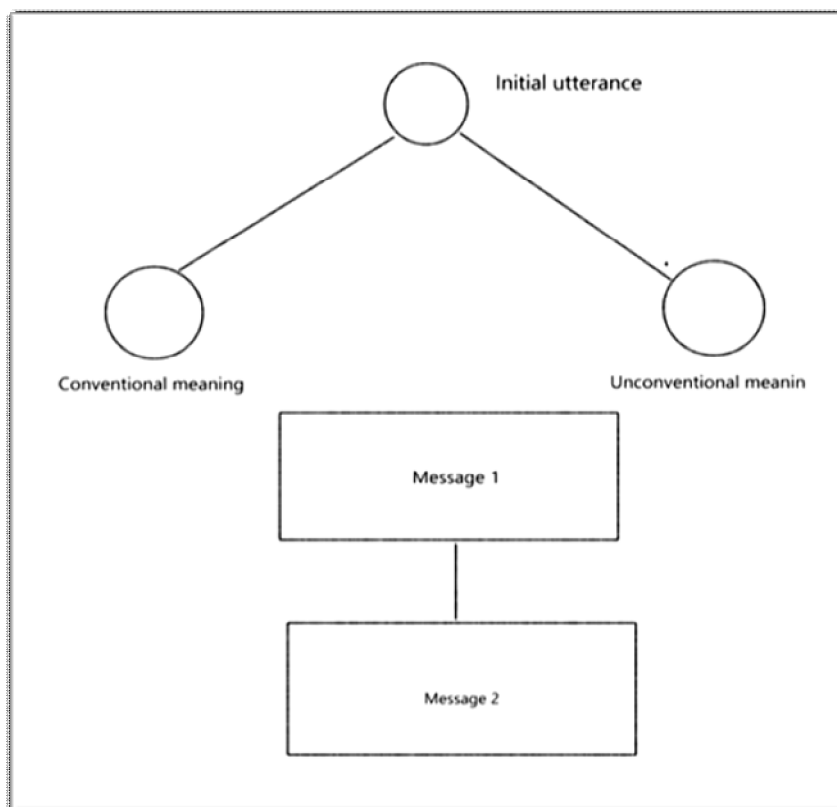 Initial utterance
Conventional meaning
Unconventional meanin
Message 1
Message 2